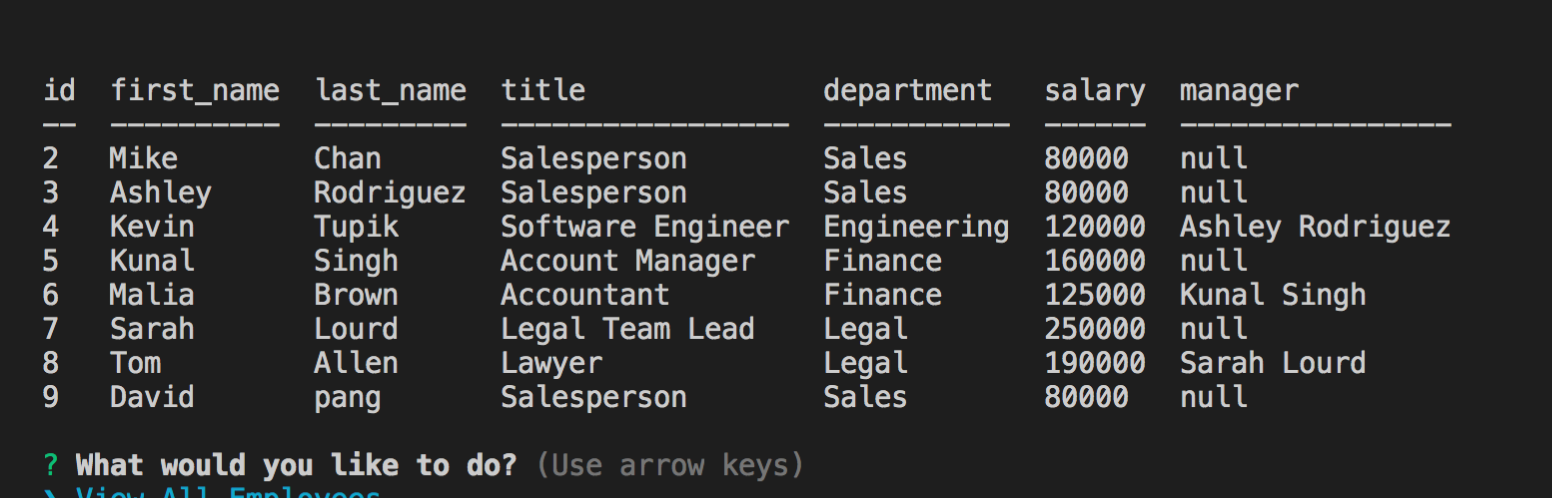 id  first_name  last_name  title              department   salary  manager
--  ----------  ---------  -----------------  -----------  ------  ----------------
2   Mike        Chan       Salesperson        Sales        80000   null
3   Ashley      Rodriguez  Salesperson        Sales        80000   null
4   Kevin       Tupik      Software Engineer  Engineering  120000  Ashley Rodriguez
5   Kunal       Singh      Account Manager    Finance      160000  null
6   Malia       Brown      Accountant         Finance      125000  Kunal Singh
7   Sarah       Lourd      Legal Team Lead    Legal        250000  null
8   Tom         Allen      Lawyer             Legal        190000  Sarah Lourd
9   David       pang       Salesperson        Sales        80000   null
? What would you like to do? (Use arrow keys)
❯ View All Employees